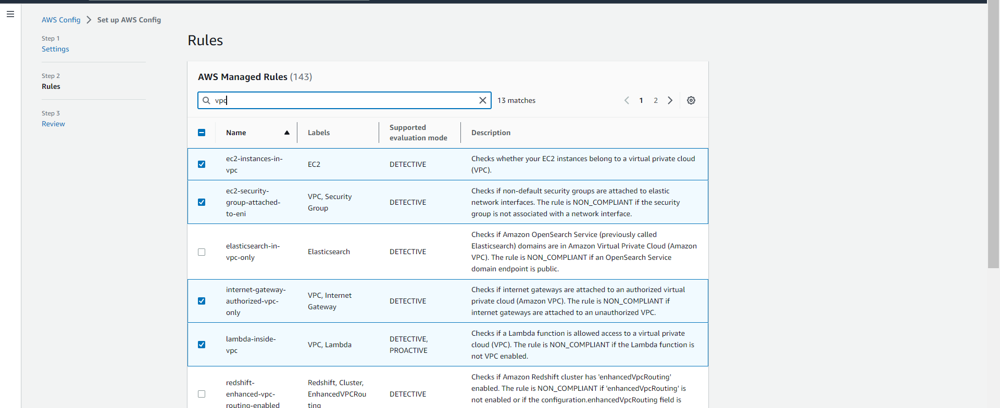 AWS Config > Set up AWS Config
Step 1
Settings
Step 2
Rules
Step 3
Review
Rules
AWS Managed Rules (143)
vpc
13 matches
1 2
Name
Labels
Supported
evaluation mode
Description
ec2-instances-in-
vpc
EC2
DETECTIVE
Checks whether your EC2 instances belong to a virtual private cloud
(VPC).
ec2-security-
group-attached-
to-eni
VPC, Security
Group
DETECTIVE
Checks if non-default security groups are attached to elastic
network interfaces. The rule is NON_COMPLIANT if the security
group is not associated with a network interface.
elasticsearch-in-
vpc-only
Elasticsearch
DETECTIVE
Checks if Amazon OpenSearch Service (previously called
Elasticsearch) domains are in Amazon Virtual Private Cloud (Amazon
VPC). The rule is NON_COMPLIANT if an OpenSearch Service
domain endpoint is public.
internet-gateway-
authorized-vpc-
only
VPC, Internet
Gateway
DETECTIVE
Checks if internet gateways are attached to an authorized virtual
private cloud (Amazon VPC). The rule is NON_COMPLIANT if
internet gateways are attached to an unauthorized VPC.
lambda-inside-
vpc
VPC, Lambda
DETECTIVE,
PROACTIVE
Checks if a Lambda function is allowed access to a virtual private
cloud (VPC). The rule is NON_COMPLIANT if the Lambda function is
not VPC enabled.
redshift-
enhanced-vpc-
routing-enabled
Redshift, Cluster,
EnhancedVPCRou
ting
DETECTIVE
Checks if Amazon Redshift cluster has 'enhancedVpcRouting'
enabled. The rule is NON_COMPLIANT if 'enhancedVpcRouting' is
not enabled or if the configuration.enhancedVpcRouting field is